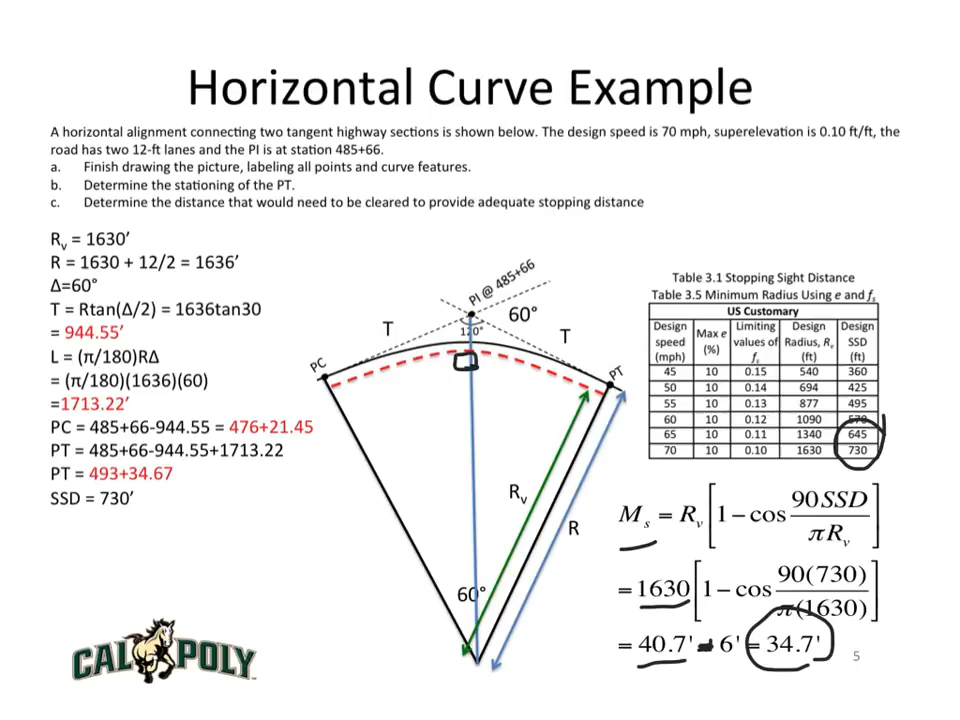 Horizontal Curve Example
A horizontal alignment connecting two tangent highway sections is shown below. The design speed is 70 mph, superelevation is 0.10 ft/ft, the
road has two 12-ft lanes and the PI is at station 485+66.
a. Finish drawing the picture, labeling all points and curve features.
b. Determine the stationing of the PT.
c. Determine the distance that would need to be cleared to provide adequate stopping distance
Rv = 1630'
R = 1630 + 12/2 = 1636'
Δ=60°
T = Rtan(Δ/2) = 1636tan30
= 944.55'
L = (π/180)RΔ
= (π/180)(1636)(60)
=1713.22'
PC = 485+66-944.55 = 476+21.45
PT = 485+66-944.55+1713.22
PT = 493+34.67
SSD = 730'
PI @ 485+66
60°
120°
T
T
PC
PT
Rv
R
60°
Table 3.1 Stopping Sight Distance
Table 3.5 Minimum Radius Using e and fs
US Customary
Design speed (mph) Max e (%) Limiting values of fs Design Radius, Rv (ft) Design SSD (ft)
45 10 0.15 540 360
50 10 0.14 694 425
55 10 0.13 877 495
60 10 0.12 1090 570
65 10 0.11 1340 645
70 10 0.10 1630 730
Ms = Rv[1 − cos 90SSD / πRv]
= 1630[1 − cos 90(730) / π(1630)]
= 40.7' - 6' = 34.7'
CAL POLY
5